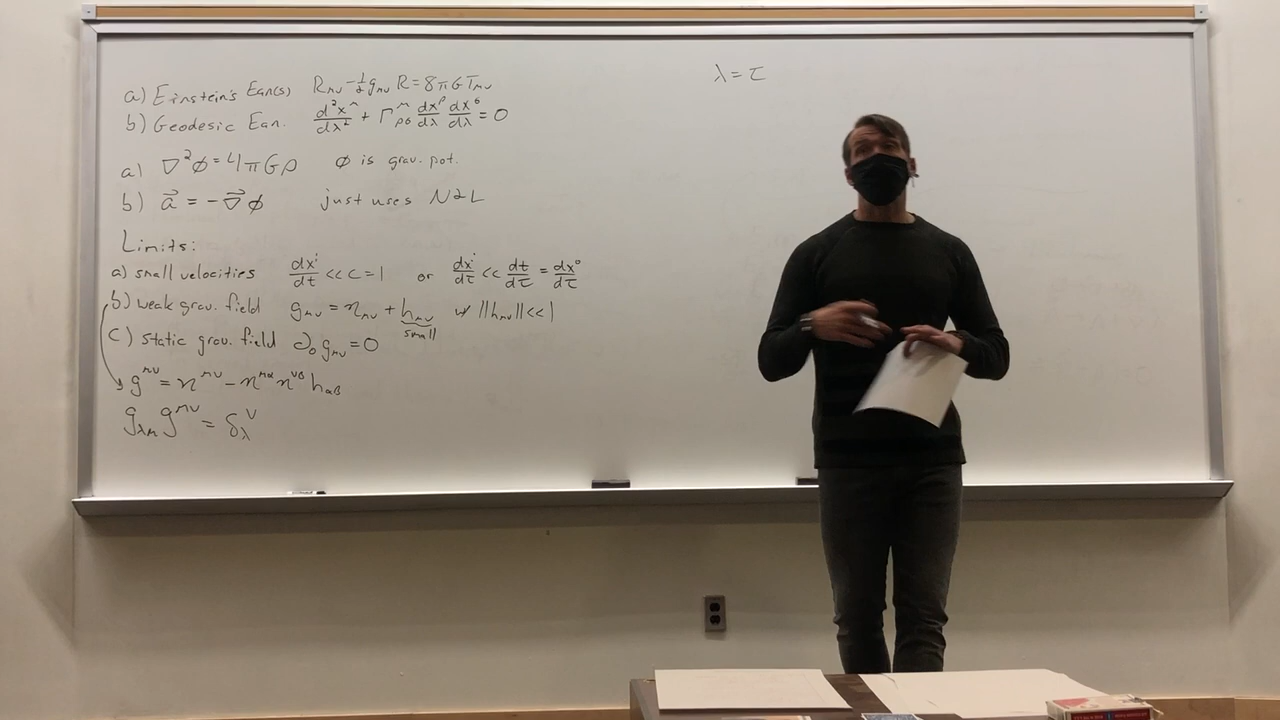 a) Einstein's Eqn(s) R_μν - ½ g_μν R = 8πG T_μν
b) Geodesic Eqn. d²x^μ/dλ² + Γ^μ_ρσ dx^ρ/dλ dx^σ/dλ = 0
a) ∇²φ = 4πGρ φ is grav. pot.
b) a⃗ = -∇⃗φ just uses N2L
Limits:
a) small velocities dx^i/dt << c = 1 or dx^i/dτ << dt/dτ = dx^0/dτ
b) weak grav. field g_μν = η_μν + h_μν w/ ||h_μν|| << 1
small
c) static grav. field ∂_0 g_μν = 0
g^μν = η^μν - η^μα η^νβ h_αβ
g_λμ g^μν = δ_λ^ν
λ = τ